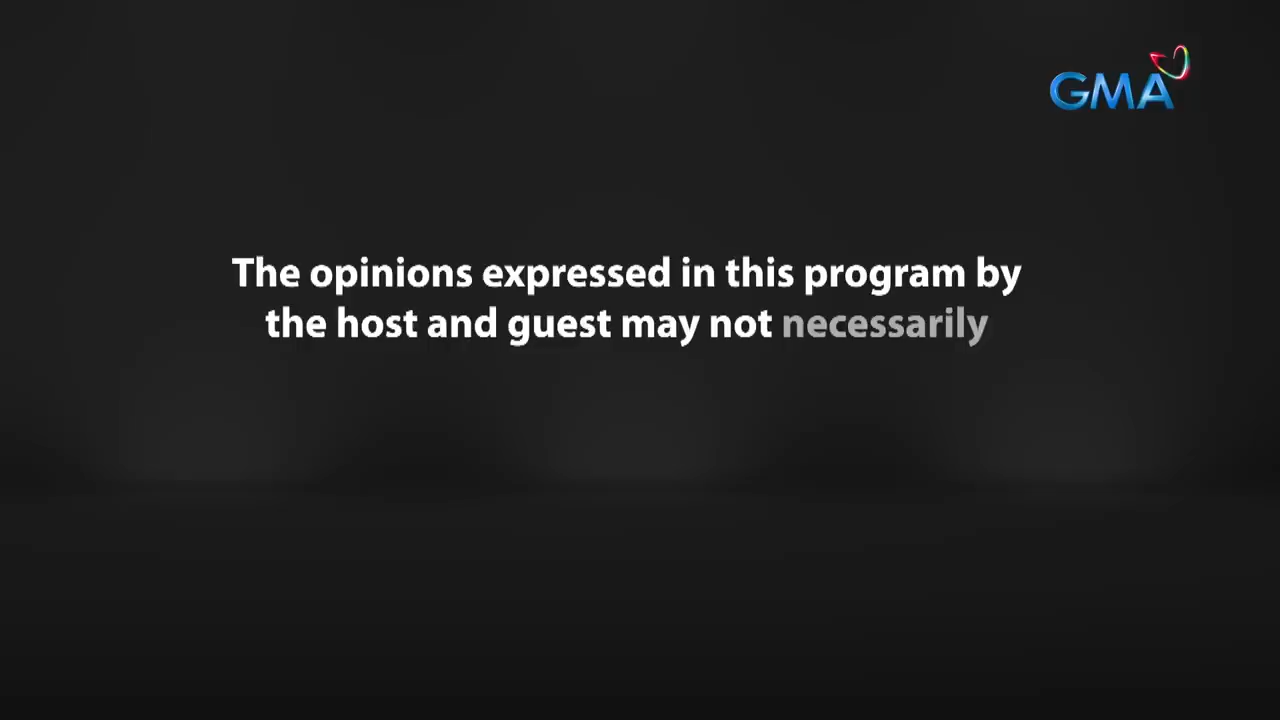 GMA
The opinions expressed in this program by
the host and guest may not necessarily